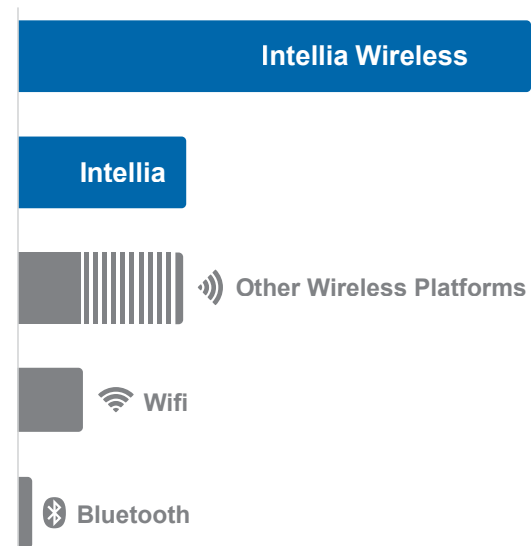 Intellia Wireless
Intellia
Other Wireless Platforms
Wifi
Bluetooth